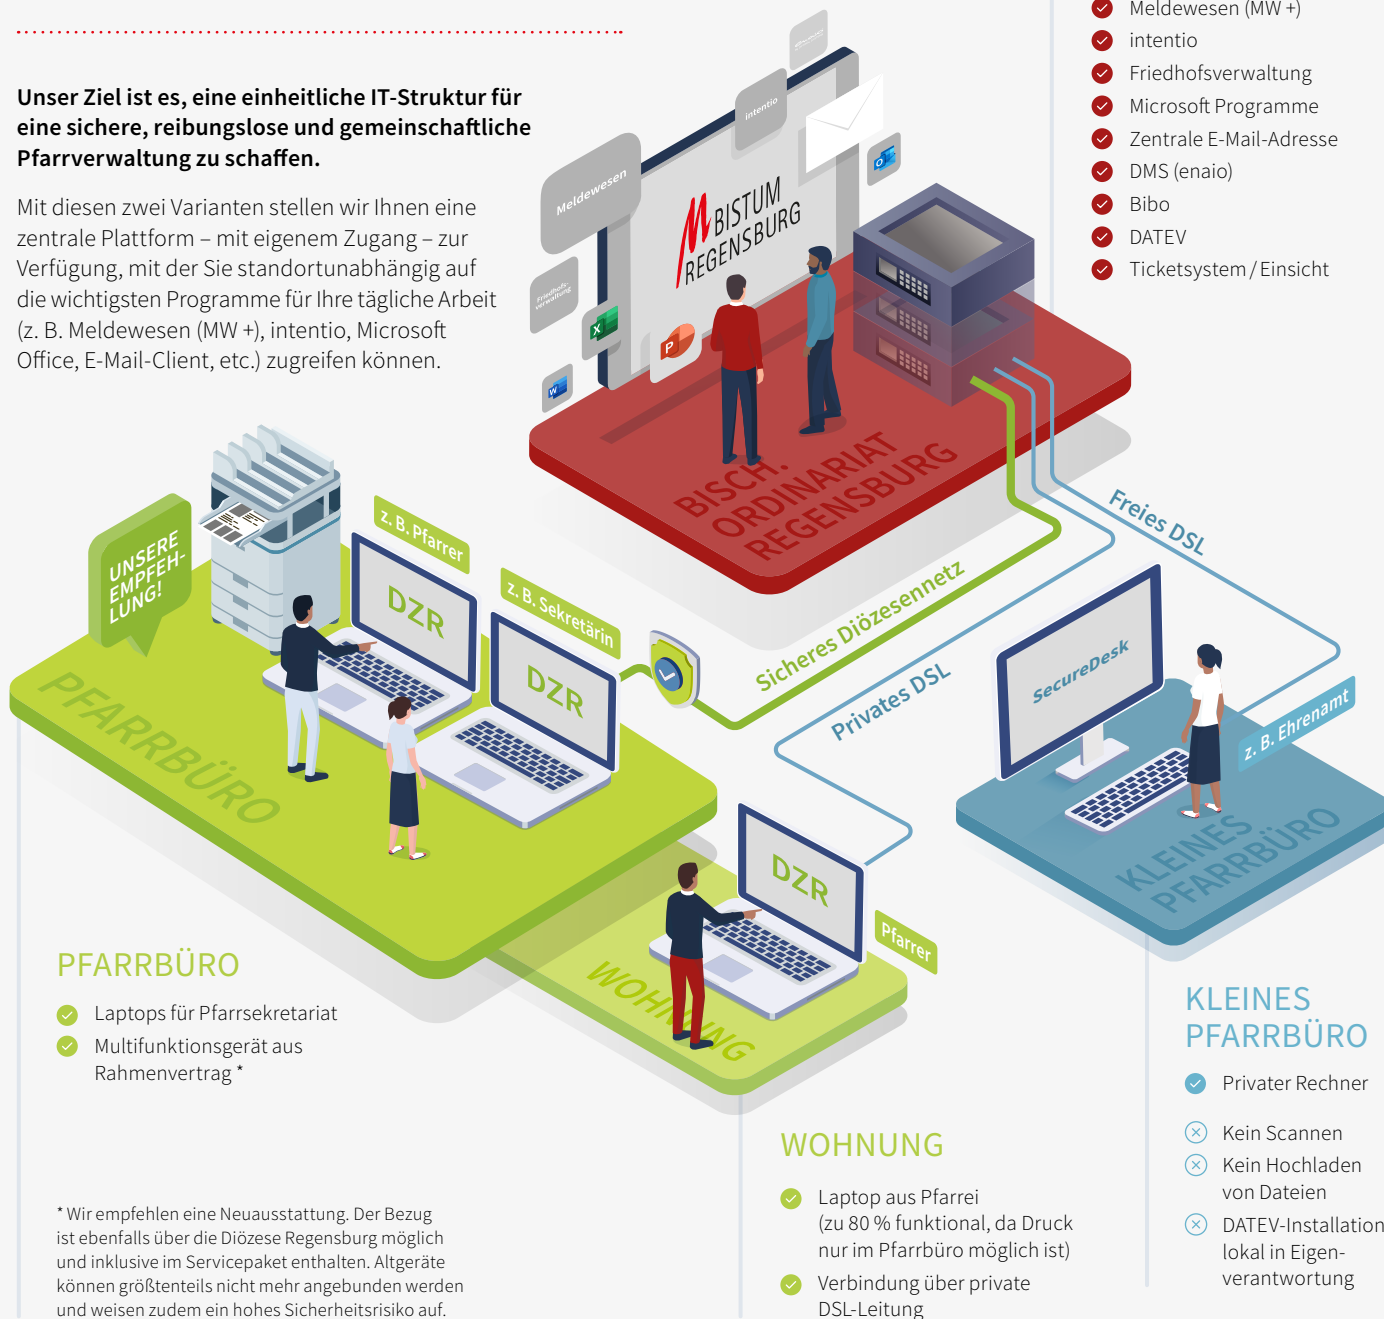 Unser Ziel ist es, eine einheitliche IT-Struktur für
eine sichere, reibungslose und gemeinschaftliche
Pfarrverwaltung zu schaffen.
Mit diesen zwei Varianten stellen wir Ihnen eine
zentrale Plattform – mit eigenem Zugang – zur
Verfügung, mit der Sie standortunabhängig auf
die wichtigsten Programme für Ihre tägliche Arbeit
(z. B. Meldewesen (MW +), intentio, Microsoft
Office, E-Mail-Client, etc.) zugreifen können.
Meldewesen (MW +)
intentio
Friedhofsverwaltung
Microsoft Programme
Zentrale E-Mail-Adresse
DMS (enaio)
Bibo
DATEV
Ticketsystem / Einsicht
intentio
Meldewesen
Friedhofs-
verwaltung
BISTUM
REGENSBURG
O
X
P
W
BISCH.
ORDINARIAT
REGENSBURG
UNSERE
EMPFEH-
LUNG!
z. B. Pfarrer
z. B. Sekretärin
DZR
DZR
PFARRBÜRO
Sicheres Diözesennetz
Privates DSL
Freies DSL
SecureDesk
z. B. Ehrenamt
KLEINES
PFARRBÜRO
DZR
Pfarrer
WOHNUNG
PFARRBÜRO
Laptops für Pfarrsekretariat
Multifunktionsgerät aus
Rahmenvertrag *
* Wir empfehlen eine Neuausstattung. Der Bezug
ist ebenfalls über die Diözese Regensburg möglich
und inklusive im Servicepaket enthalten. Altgeräte
können größtenteils nicht mehr angebunden werden
und weisen zudem ein hohes Sicherheitsrisiko auf.
WOHNUNG
Laptop aus Pfarrei
(zu 80 % funktional, da Druck
nur im Pfarrbüro möglich ist)
Verbindung über private
DSL-Leitung
KLEINES
PFARRBÜRO
Privater Rechner
Kein Scannen
Kein Hochladen
von Dateien
DATEV-Installation
lokal in Eigen-
verantwortung